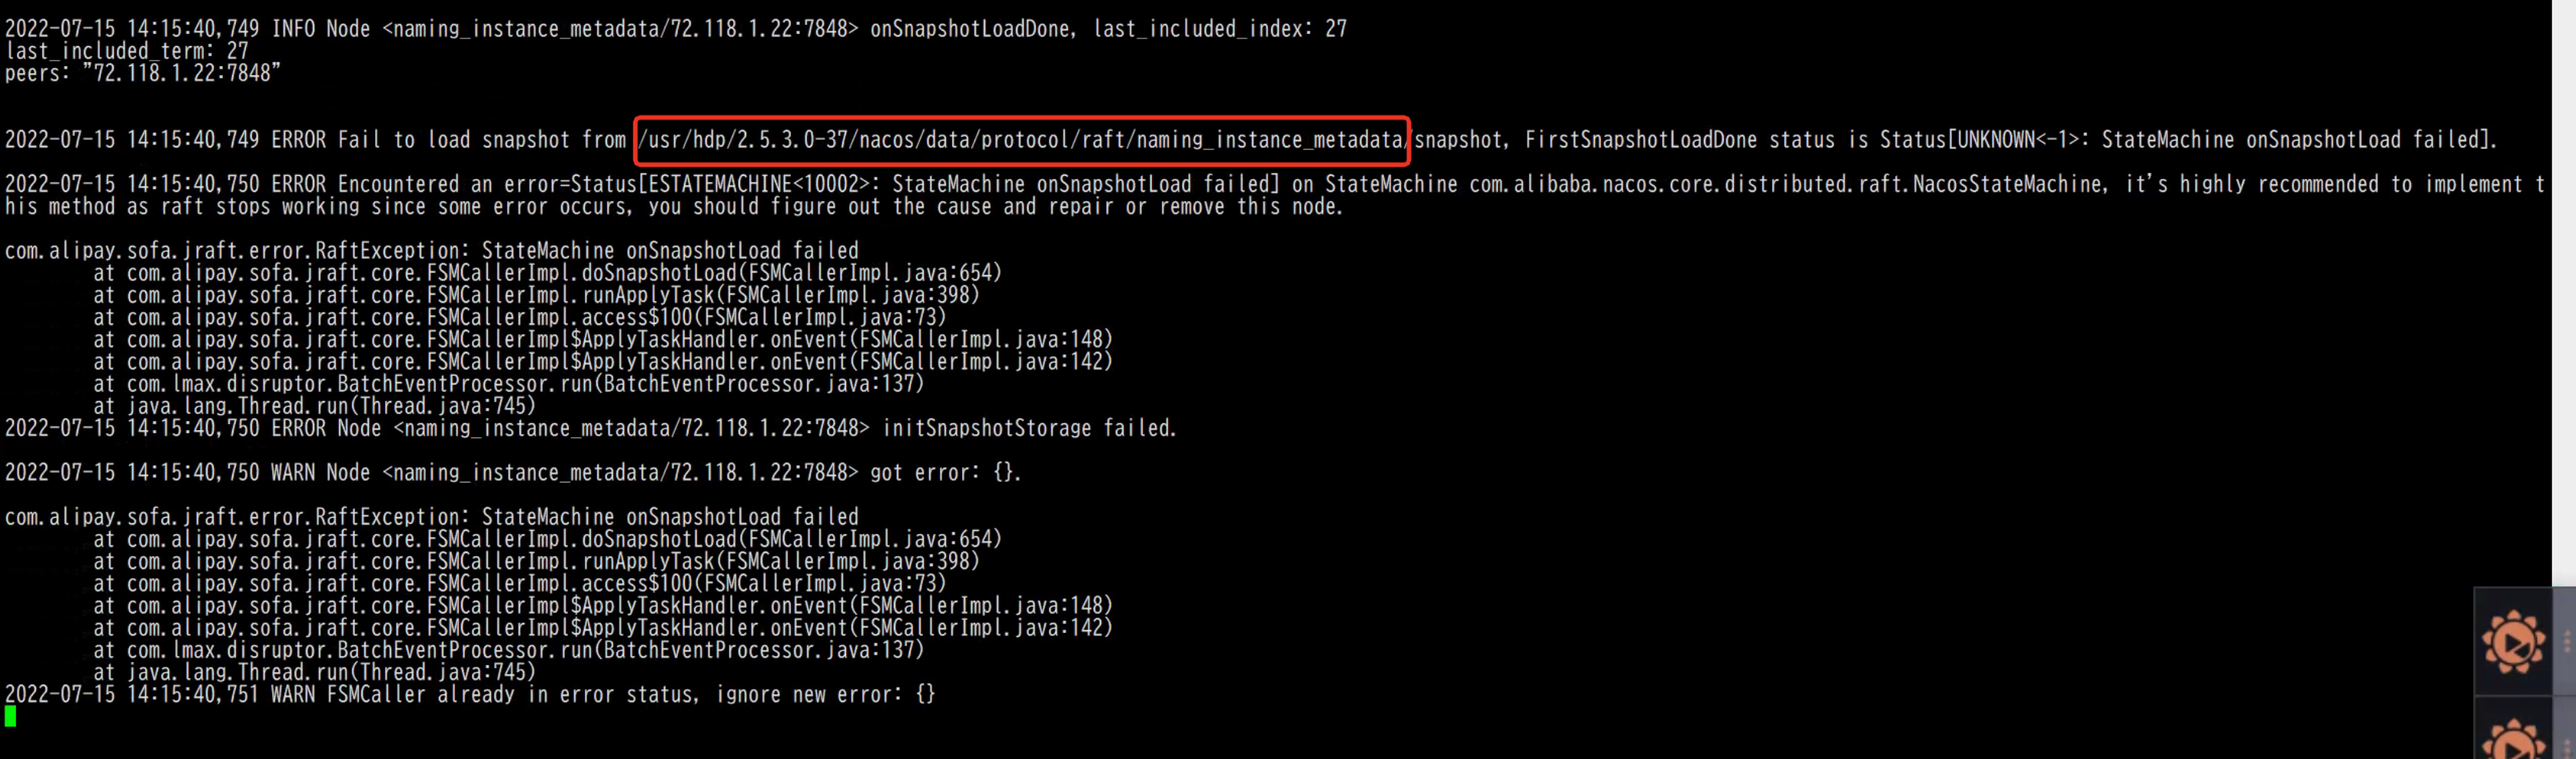 2022-07-15 14:15:40,749 INFO Node <naming_instance_metadata/72.118.1.22:7848> onSnapshotLoadDone, last_included_index: 27
last_included_term: 27
peers: "72.118.1.22:7848"
2022-07-15 14:15:40,749 ERROR Fail to load snapshot from /usr/hdp/2.5.3.0-37/nacos/data/protocol/raft/naming_instance_metadata/snapshot, FirstSnapshotLoadDone status is Status[UNKNOWN<-1>: StateMachine onSnapshotLoad failed].
2022-07-15 14:15:40,750 ERROR Encountered an error=Status[ESTATEMACHINE<10002>: StateMachine onSnapshotLoad failed] on StateMachine com.alibaba.nacos.core.distributed.raft.NacosStateMachine, it's highly recommended to implement t
his method as raft stops working since some error occurs, you should figure out the cause and repair or remove this node.
com.alipay.sofa.jraft.error.RaftException: StateMachine onSnapshotLoad failed
at com.alipay.sofa.jraft.core.FSMCallerImpl.doSnapshotLoad(FSMCallerImpl.java:654)
at com.alipay.sofa.jraft.core.FSMCallerImpl.runApplyTask(FSMCallerImpl.java:398)
at com.alipay.sofa.jraft.core.FSMCallerImpl.access$100(FSMCallerImpl.java:73)
at com.alipay.sofa.jraft.core.FSMCallerImpl$ApplyTaskHandler.onEvent(FSMCallerImpl.java:148)
at com.alipay.sofa.jraft.core.FSMCallerImpl$ApplyTaskHandler.onEvent(FSMCallerImpl.java:142)
at com.lmax.disruptor.BatchEventProcessor.run(BatchEventProcessor.java:137)
at java.lang.Thread.run(Thread.java:745)
2022-07-15 14:15:40,750 ERROR Node <naming_instance_metadata/72.118.1.22:7848> initSnapshotStorage failed.
2022-07-15 14:15:40,750 WARN Node <naming_instance_metadata/72.118.1.22:7848> got error: {}.
com.alipay.sofa.jraft.error.RaftException: StateMachine onSnapshotLoad failed
at com.alipay.sofa.jraft.core.FSMCallerImpl.doSnapshotLoad(FSMCallerImpl.java:654)
at com.alipay.sofa.jraft.core.FSMCallerImpl.runApplyTask(FSMCallerImpl.java:398)
at com.alipay.sofa.jraft.core.FSMCallerImpl.access$100(FSMCallerImpl.java:73)
at com.alipay.sofa.jraft.core.FSMCallerImpl$ApplyTaskHandler.onEvent(FSMCallerImpl.java:148)
at com.alipay.sofa.jraft.core.FSMCallerImpl$ApplyTaskHandler.onEvent(FSMCallerImpl.java:142)
at com.lmax.disruptor.BatchEventProcessor.run(BatchEventProcessor.java:137)
at java.lang.Thread.run(Thread.java:745)
2022-07-15 14:15:40,751 WARN FSMCaller already in error status, ignore new error: {}